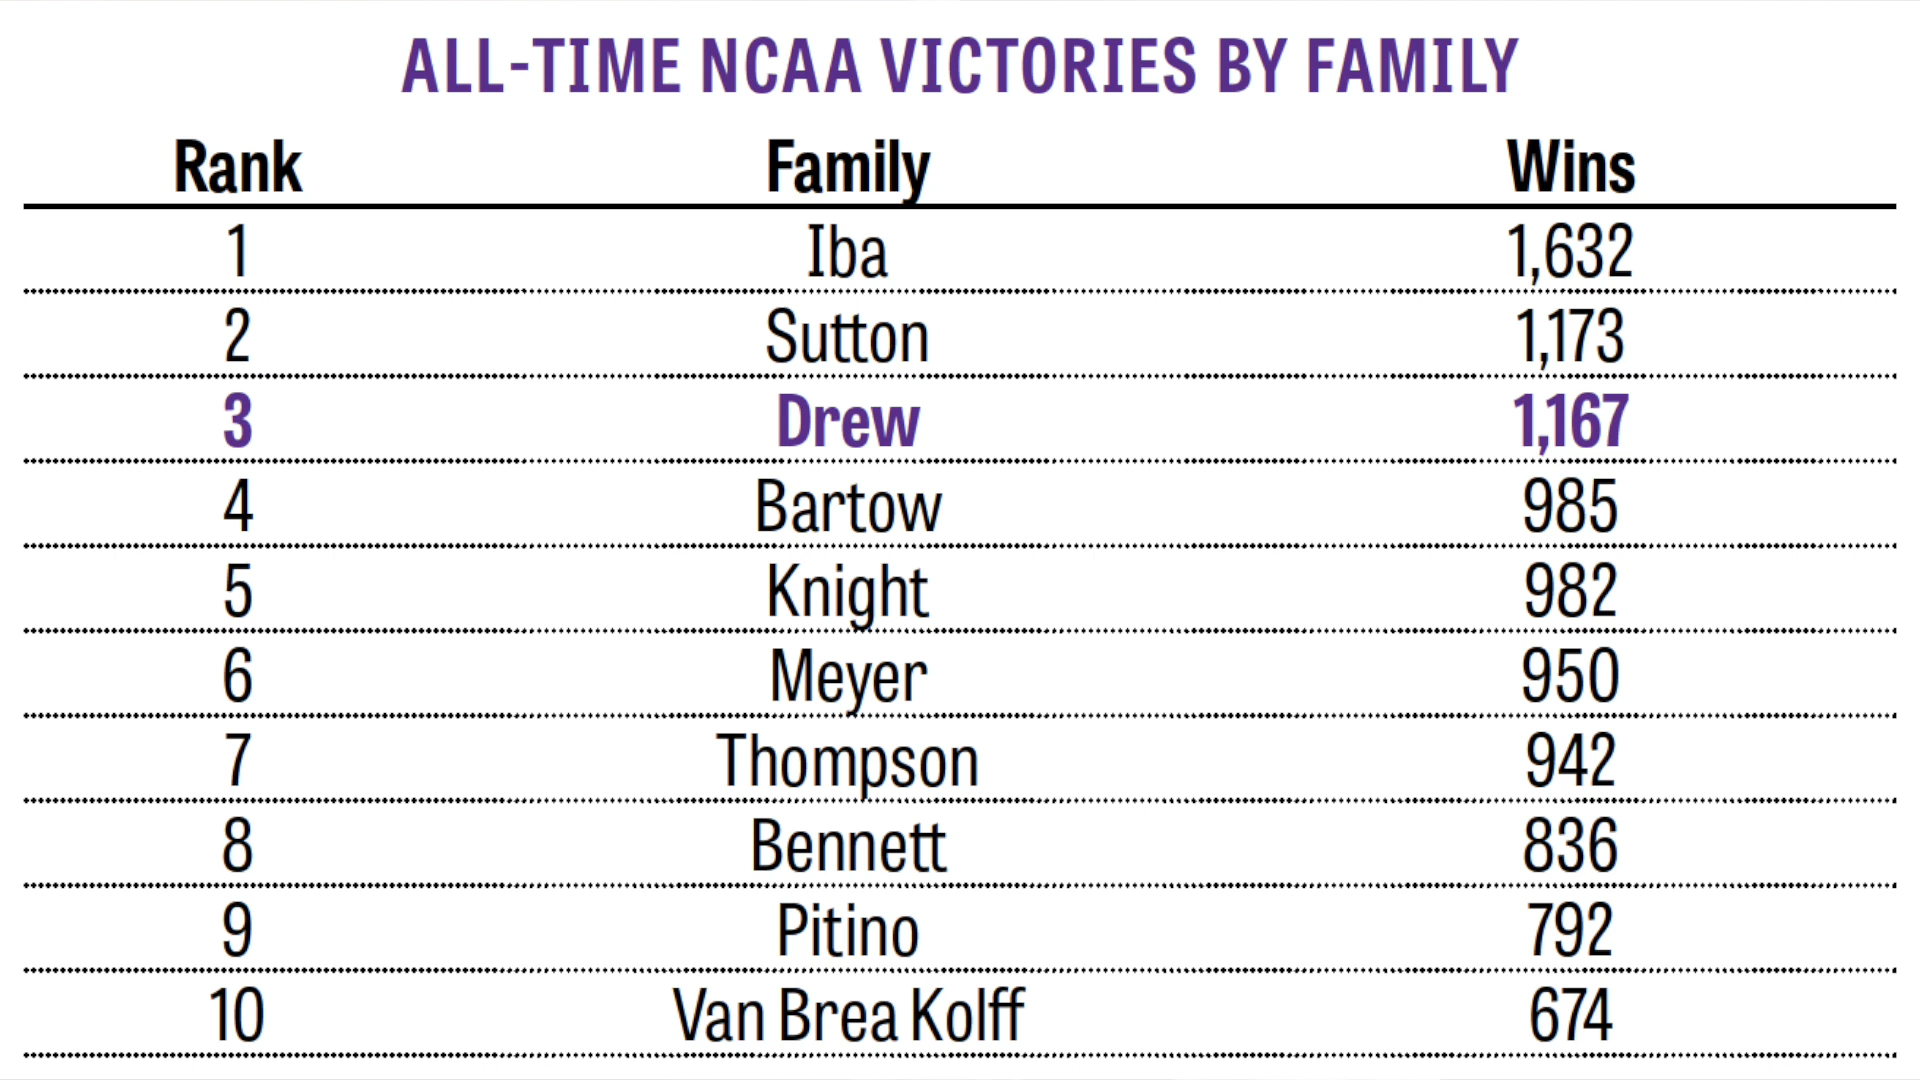 ALL-TIME NCAA VICTORIES BY FAMILY
Rank Family Wins
1 Iba 1,632
2 Sutton 1,173
3 Drew 1,167
4 Bartow 985
5 Knight 982
6 Meyer 950
7 Thompson 942
8 Bennett 836
9 Pitino 792
10 Van Brea Kolff 674